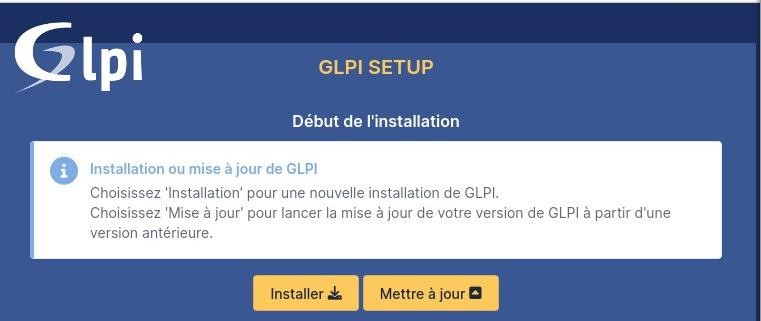 Glpi
GLPI SETUP
Début de l'installation
Installation ou mise à jour de GLPI
Choisissez 'Installation' pour une nouvelle installation de GLPI.
Choisissez 'Mise à jour' pour lancer la mise à jour de votre version de GLPI à partir d'une
version antérieure.
Installer
Mettre à jour